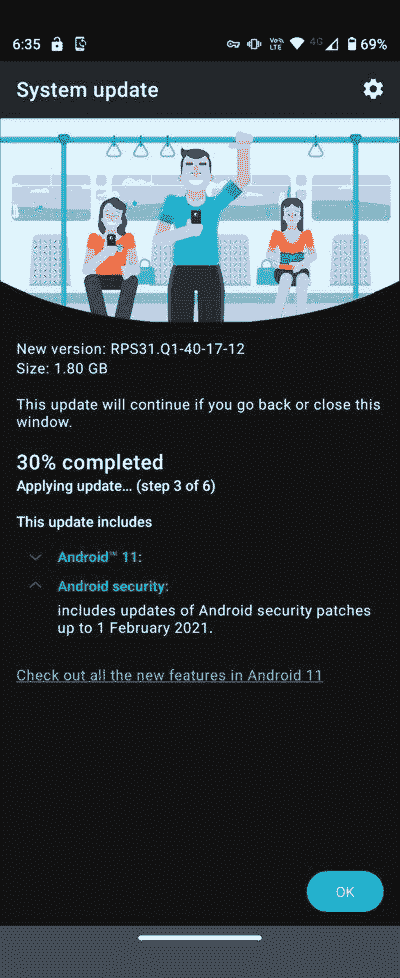 6:35 Vo) LTE 4G 69%
System update
New version: RPS31.Q1-40-17-12
Size: 1.80 GB
This update will continue if you go back or close this
window.
30% completed
Applying update... (step 3 of 6)
This update includes
Android™ 11:
Android security:
includes updates of Android security patches
up to 1 February 2021.
Check out all the new features in Android 11
OK